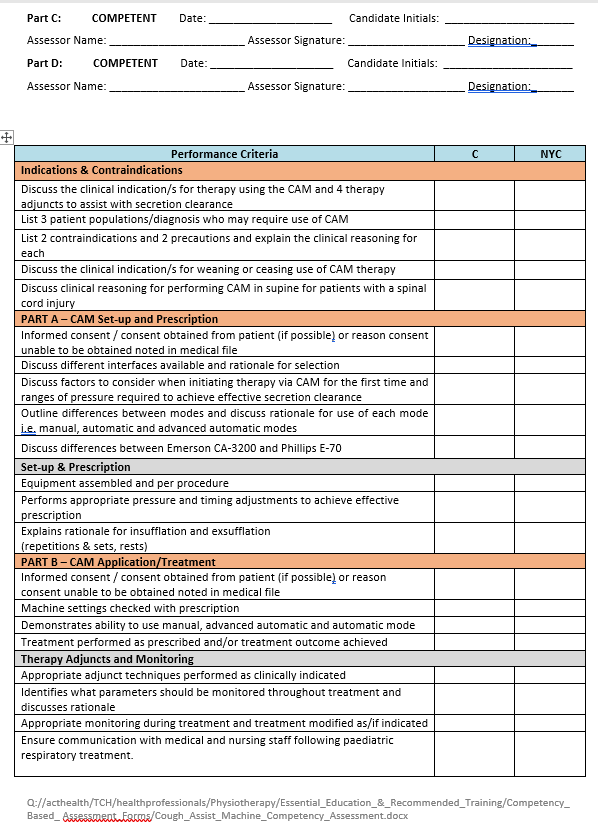 Part C: COMPETENT Date: ____________________ Candidate Initials: _____________________
Assessor Name: ______________________ Assessor Signature: ___________________ Designation:_______
Part D: COMPETENT Date: ____________________ Candidate Initials: _____________________
Assessor Name: ______________________ Assessor Signature: ___________________ Designation:_______
Performance Criteria C NYC
Indications & Contraindications
Discuss the clinical indication/s for therapy using the CAM and 4 therapy
adjuncts to assist with secretion clearance
List 3 patient populations/diagnosis who may require use of CAM
List 2 contraindications and 2 precautions and explain the clinical reasoning for
each
Discuss the clinical indication/s for weaning or ceasing use of CAM therapy
Discuss clinical reasoning for performing CAM in supine for patients with a spinal
cord injury
PART A – CAM Set-up and Prescription
Informed consent / consent obtained from patient (if possible) or reason consent
unable to be obtained noted in medical file
Discuss different interfaces available and rationale for selection
Discuss factors to consider when initiating therapy via CAM for the first time and
ranges of pressure required to achieve effective secretion clearance
Outline differences between modes and discuss rationale for use of each mode
i.e. manual, automatic and advanced automatic modes
Discuss differences between Emerson CA-3200 and Phillips E-70
Set-up & Prescription
Equipment assembled and per procedure
Performs appropriate pressure and timing adjustments to achieve effective
prescription
Explains rationale for insufflation and exsufflation
(repetitions & sets, rests)
PART B – CAM Application/Treatment
Informed consent / consent obtained from patient (if possible) or reason
consent unable to be obtained noted in medical file
Machine settings checked with prescription
Demonstrates ability to use manual, advanced automatic and automatic mode
Treatment performed as prescribed and/or treatment outcome achieved
Therapy Adjuncts and Monitoring
Appropriate adjunct techniques performed as clinically indicated
Identifies what parameters should be monitored throughout treatment and
discusses rationale
Appropriate monitoring during treatment and treatment modified as/if indicated
Ensure communication with medical and nursing staff following paediatric
respiratory treatment.
Q://acthealth/TCH/healthprofessionals/Physiotherapy/Essential_Education_&_Recommended_Training/Competency_
Based_ Assessment_Forms/Cough_Assist_Machine_Competency_Assessment.docx